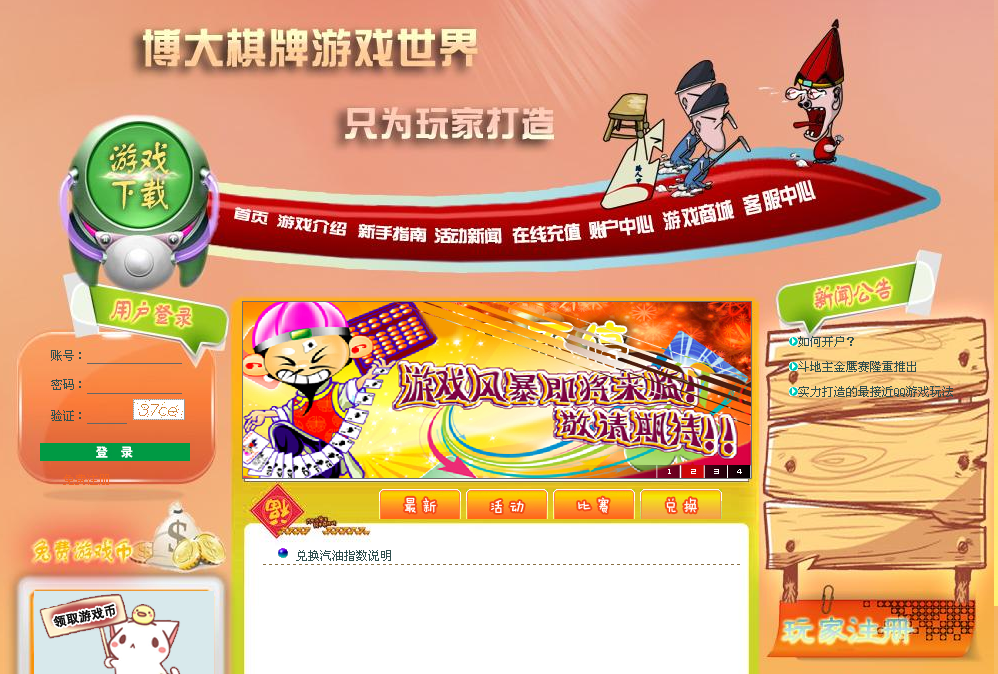 博大棋牌游戏世界
只为玩家打造
游戏
下载
首页 游戏介绍 新手指南 活动新闻 在线充值 账户中心 游戏商城 客服中心
用户登录
账号：
密码：
验证：
37ce
登 录
免费游戏币
领取游戏币
游戏风暴即将来临!
敬请期待!!
1 2 3 4
最新 活动 比赛 兑换
兑换汽油指数说明
新闻公告
如何开户？
斗地主金鹰赛隆重推出
实力打造的最接近QQ游戏玩法
玩家注册